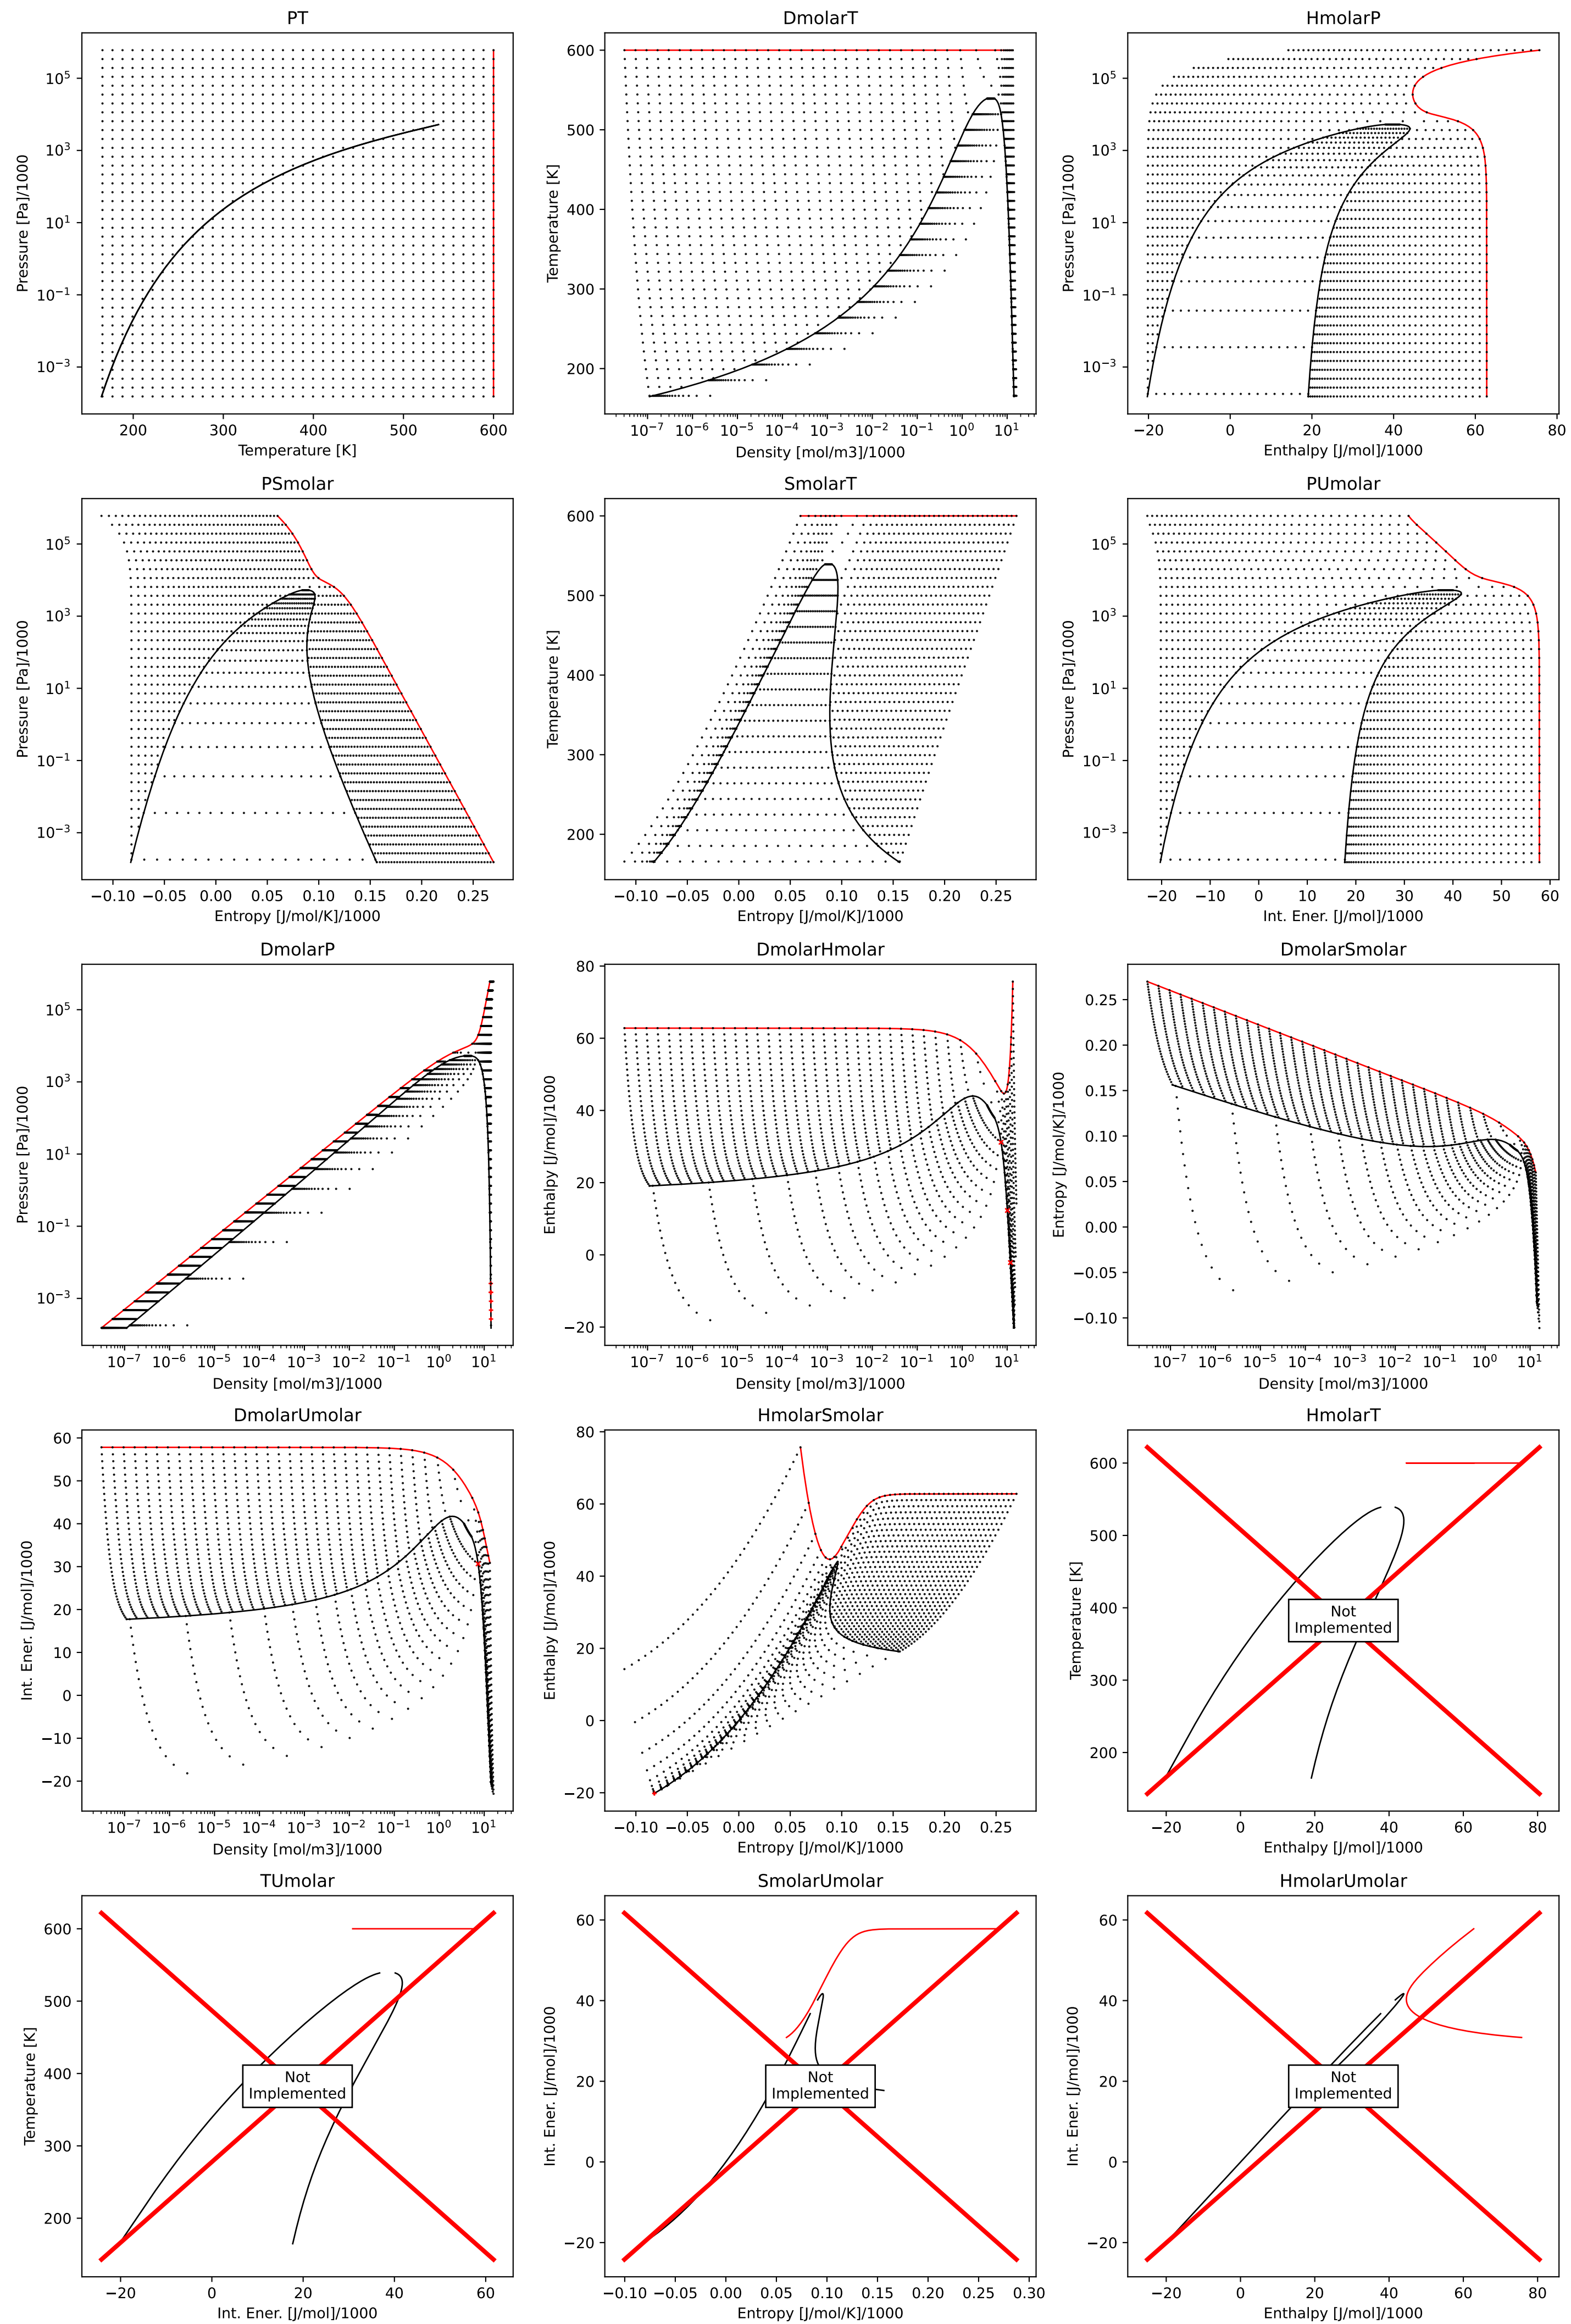 PT
10^5
10^3
10^1
10^−1
10^−3
200 300 400 500 600
Temperature [K]
Pressure [Pa]/1000
DmolarT
600
500
400
300
200
10^−7 10^−6 10^−5 10^−4 10^−3 10^−2 10^−1 10^0 10^1
Density [mol/m3]/1000
Temperature [K]
HmolarP
10^5
10^3
10^1
10^−1
10^−3
−20 0 20 40 60 80
Enthalpy [J/mol]/1000
Pressure [Pa]/1000
PSmolar
10^5
10^3
10^1
10^−1
10^−3
−0.10 −0.05 0.00 0.05 0.10 0.15 0.20 0.25
Entropy [J/mol/K]/1000
Pressure [Pa]/1000
SmolarT
600
500
400
300
200
−0.10 −0.05 0.00 0.05 0.10 0.15 0.20 0.25
Entropy [J/mol/K]/1000
Temperature [K]
PUmolar
10^5
10^3
10^1
10^−1
10^−3
−20 −10 0 10 20 30 40 50 60
Int. Ener. [J/mol]/1000
Pressure [Pa]/1000
DmolarP
10^5
10^3
10^1
10^−1
10^−3
10^−7 10^−6 10^−5 10^−4 10^−3 10^−2 10^−1 10^0 10^1
Density [mol/m3]/1000
Pressure [Pa]/1000
DmolarHmolar
80
60
40
20
0
−20
10^−7 10^−6 10^−5 10^−4 10^−3 10^−2 10^−1 10^0 10^1
Density [mol/m3]/1000
Enthalpy [J/mol]/1000
DmolarSmolar
0.25
0.20
0.15
0.10
0.05
0.00
−0.05
−0.10
10^−7 10^−6 10^−5 10^−4 10^−3 10^−2 10^−1 10^0 10^1
Density [mol/m3]/1000
Entropy [J/mol/K]/1000
DmolarUmolar
60
50
40
30
20
10
0
−10
−20
10^−7 10^−6 10^−5 10^−4 10^−3 10^−2 10^−1 10^0 10^1
Density [mol/m3]/1000
Int. Ener. [J/mol]/1000
HmolarSmolar
80
60
40
20
0
−20
−0.10 −0.05 0.00 0.05 0.10 0.15 0.20 0.25
Entropy [J/mol/K]/1000
Enthalpy [J/mol]/1000
HmolarT
600
500
400
300
200
Not
Implemented
−20 0 20 40 60 80
Enthalpy [J/mol]/1000
Temperature [K]
TUmolar
600
500
400
300
200
Not
Implemented
−20 0 20 40 60
Int. Ener. [J/mol]/1000
Temperature [K]
SmolarUmolar
60
40
20
0
−20
Not
Implemented
−0.10 −0.05 0.00 0.05 0.10 0.15 0.20 0.25 0.30
Entropy [J/mol/K]/1000
Int. Ener. [J/mol]/1000
HmolarUmolar
60
40
20
0
−20
Not
Implemented
−20 0 20 40 60 80
Enthalpy [J/mol]/1000
Int. Ener. [J/mol]/1000